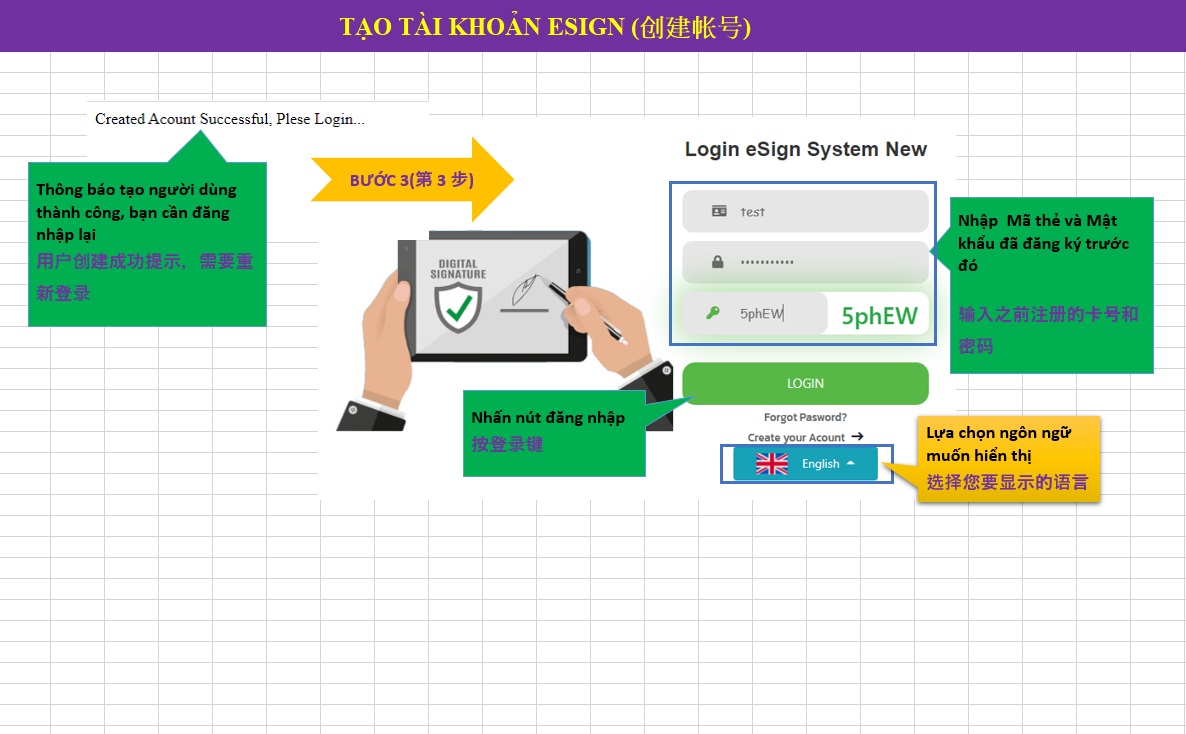 TẠO TÀI KHOẢN ESIGN (创建帐号)
Created Acount Successful, Plese Login...
Thông báo tạo người dùng
thành công, bạn cần đăng
nhập lại
用户创建成功提示，需要重
新登录
BƯỚC 3(第 3 步)
DIGITAL
SIGNATURE
Login eSign System New
test
•••••••••••
5phEW
5phEW
LOGIN
Forgot Pasword?
Create your Acount →
English
Nhập  Mã thẻ và Mật
khẩu đã đăng ký trước
đó
输入之前注册的卡号和
密码
Nhấn nút đăng nhập
按登录键
Lựa chọn ngôn ngữ
muốn hiển thị
选择您要显示的语言